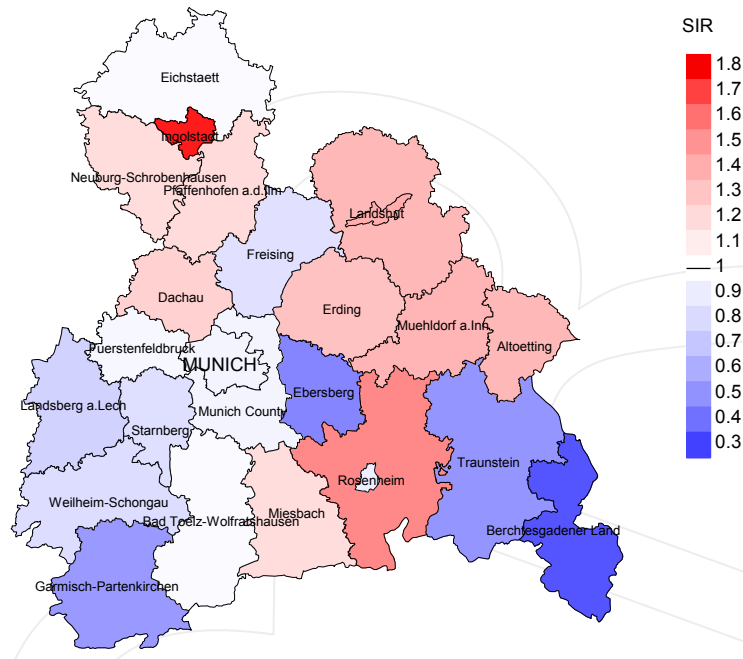 SIR
1.8
1.7
1.6
1.5
1.4
1.3
1.2
1.1
1
0.9
0.8
0.7
0.6
0.5
0.4
0.3
Eichstaett
Ingolstadt
Neuburg-Schrobenhausen
Pfaffenhofen a.d.Ilm
Landshut
Freising
Dachau
Erding
Muehldorf a.Inn
Altoetting
Fuerstenfeldbruck
MUNICH
Ebersberg
Landsberg a.Lech
Munich County
Starnberg
Traunstein
Rosenheim
Weilheim-Schongau
Miesbach
Bad Toelz-Wolfratshausen
Berchtesgadener Land
Garmisch-Partenkirchen